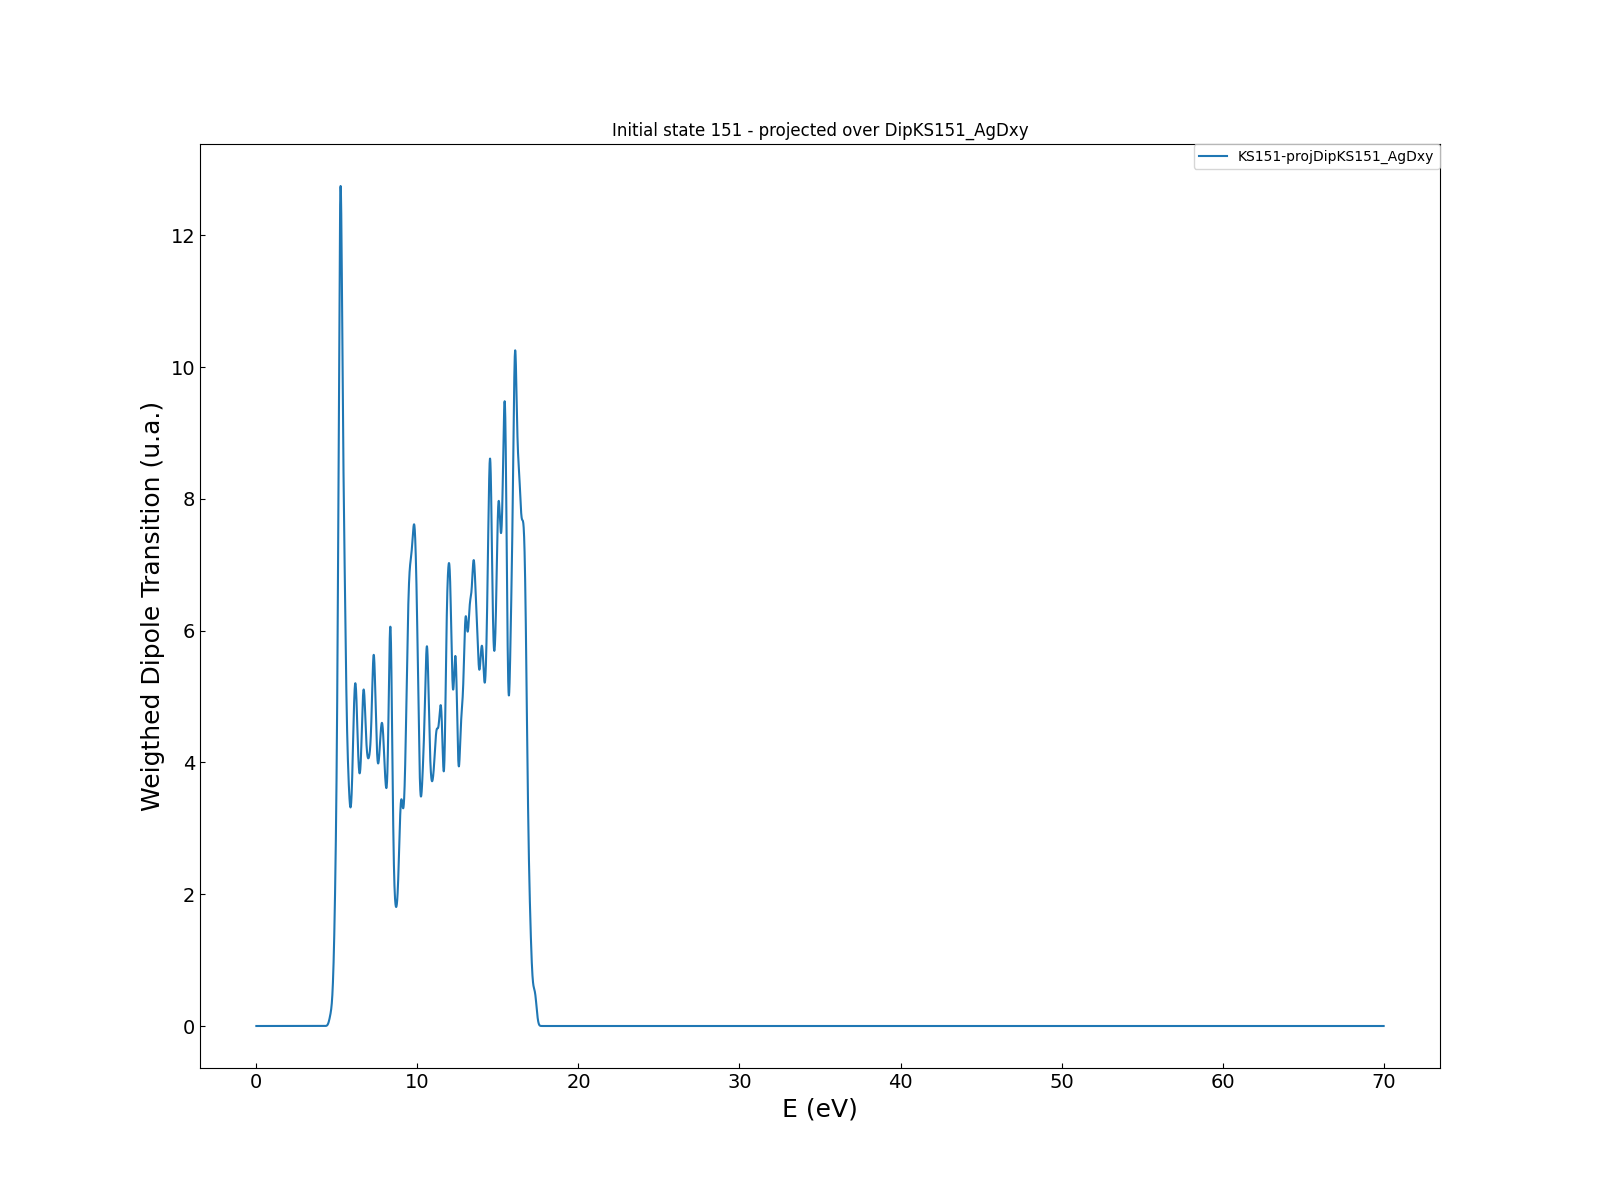 Initial state 151 - projected over DipKS151_AgDxy
KS151-projDipKS151_AgDxy
Weigthed Dipole Transition (u.a.)
12
10
8
6
4
2
0
0 10 20 30 40 50 60 70
E (eV)